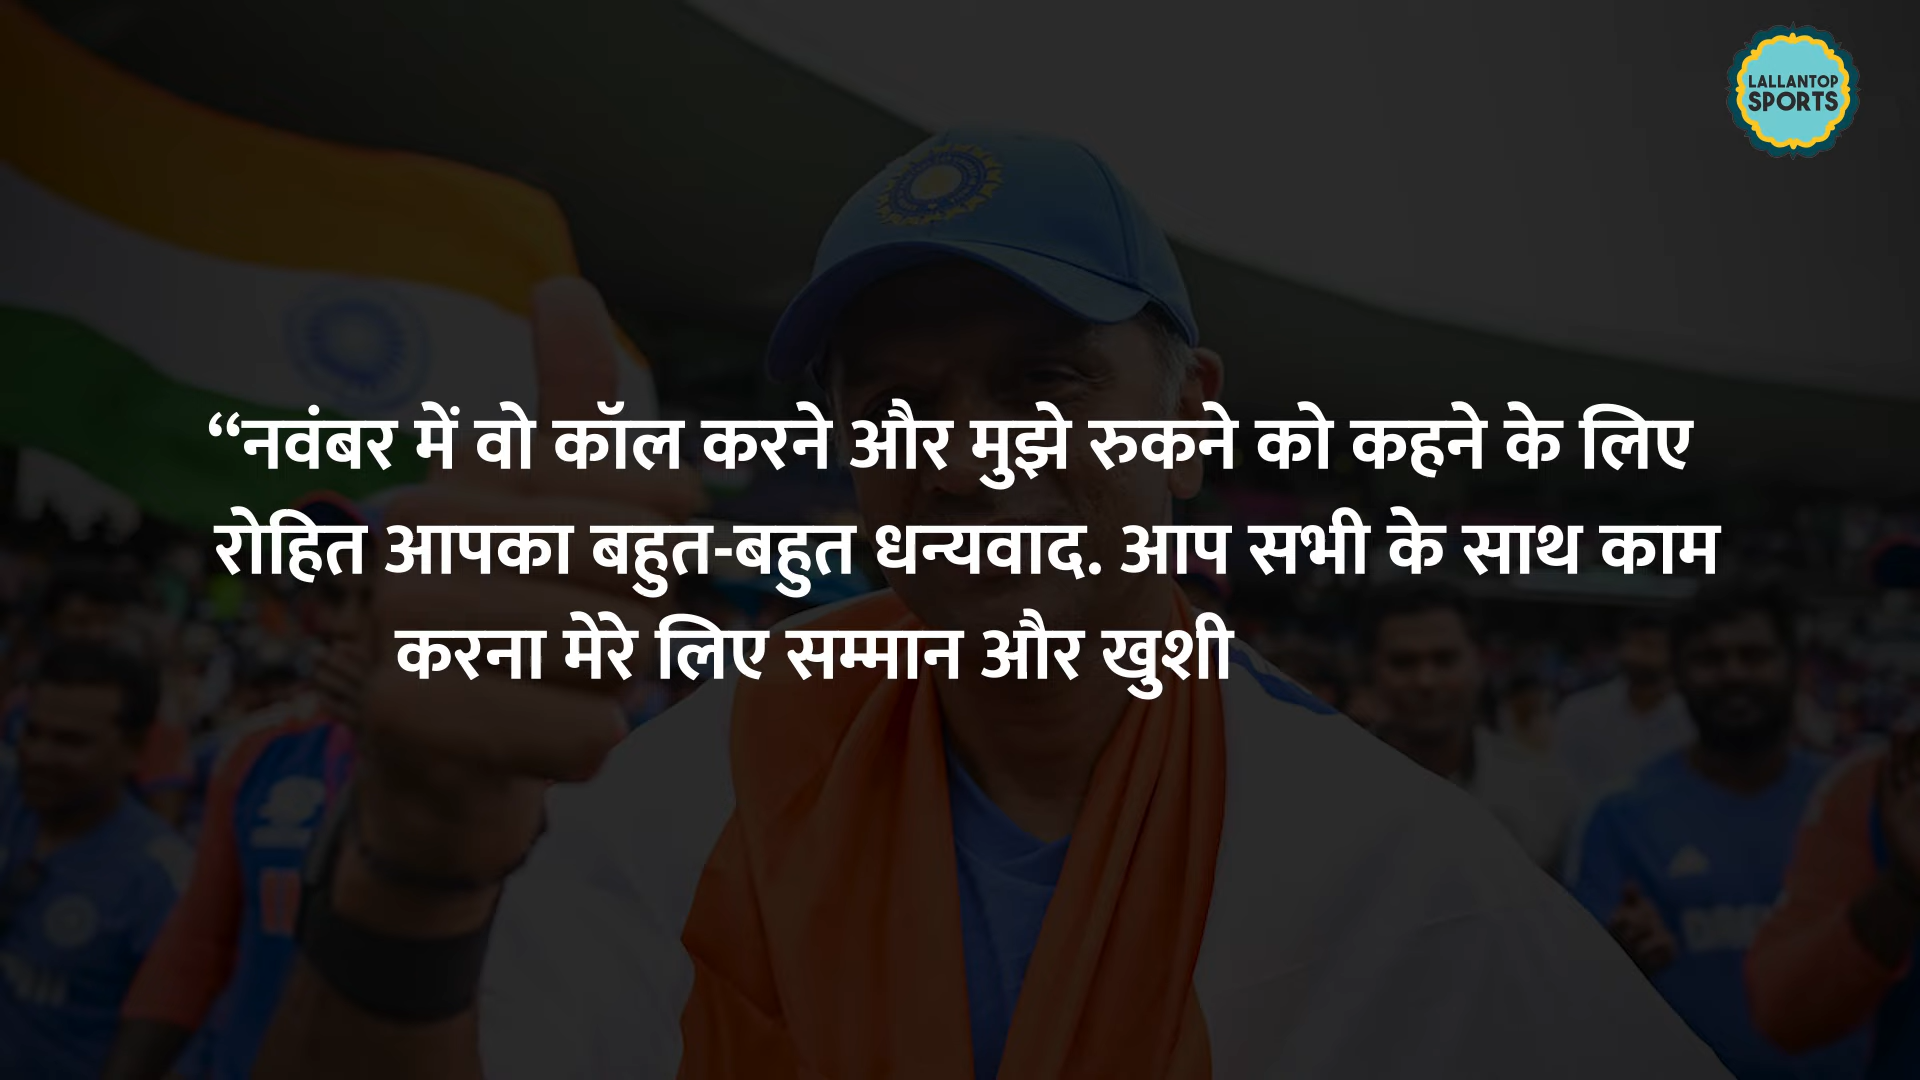 LALLANTOP
SPORTS
“नवंबर में वो कॉल करने और मुझे रुकने को कहने के लिए
रोहित आपका बहुत-बहुत धन्यवाद. आप सभी के साथ काम
करना मेरे लिए सम्मान और खुशी